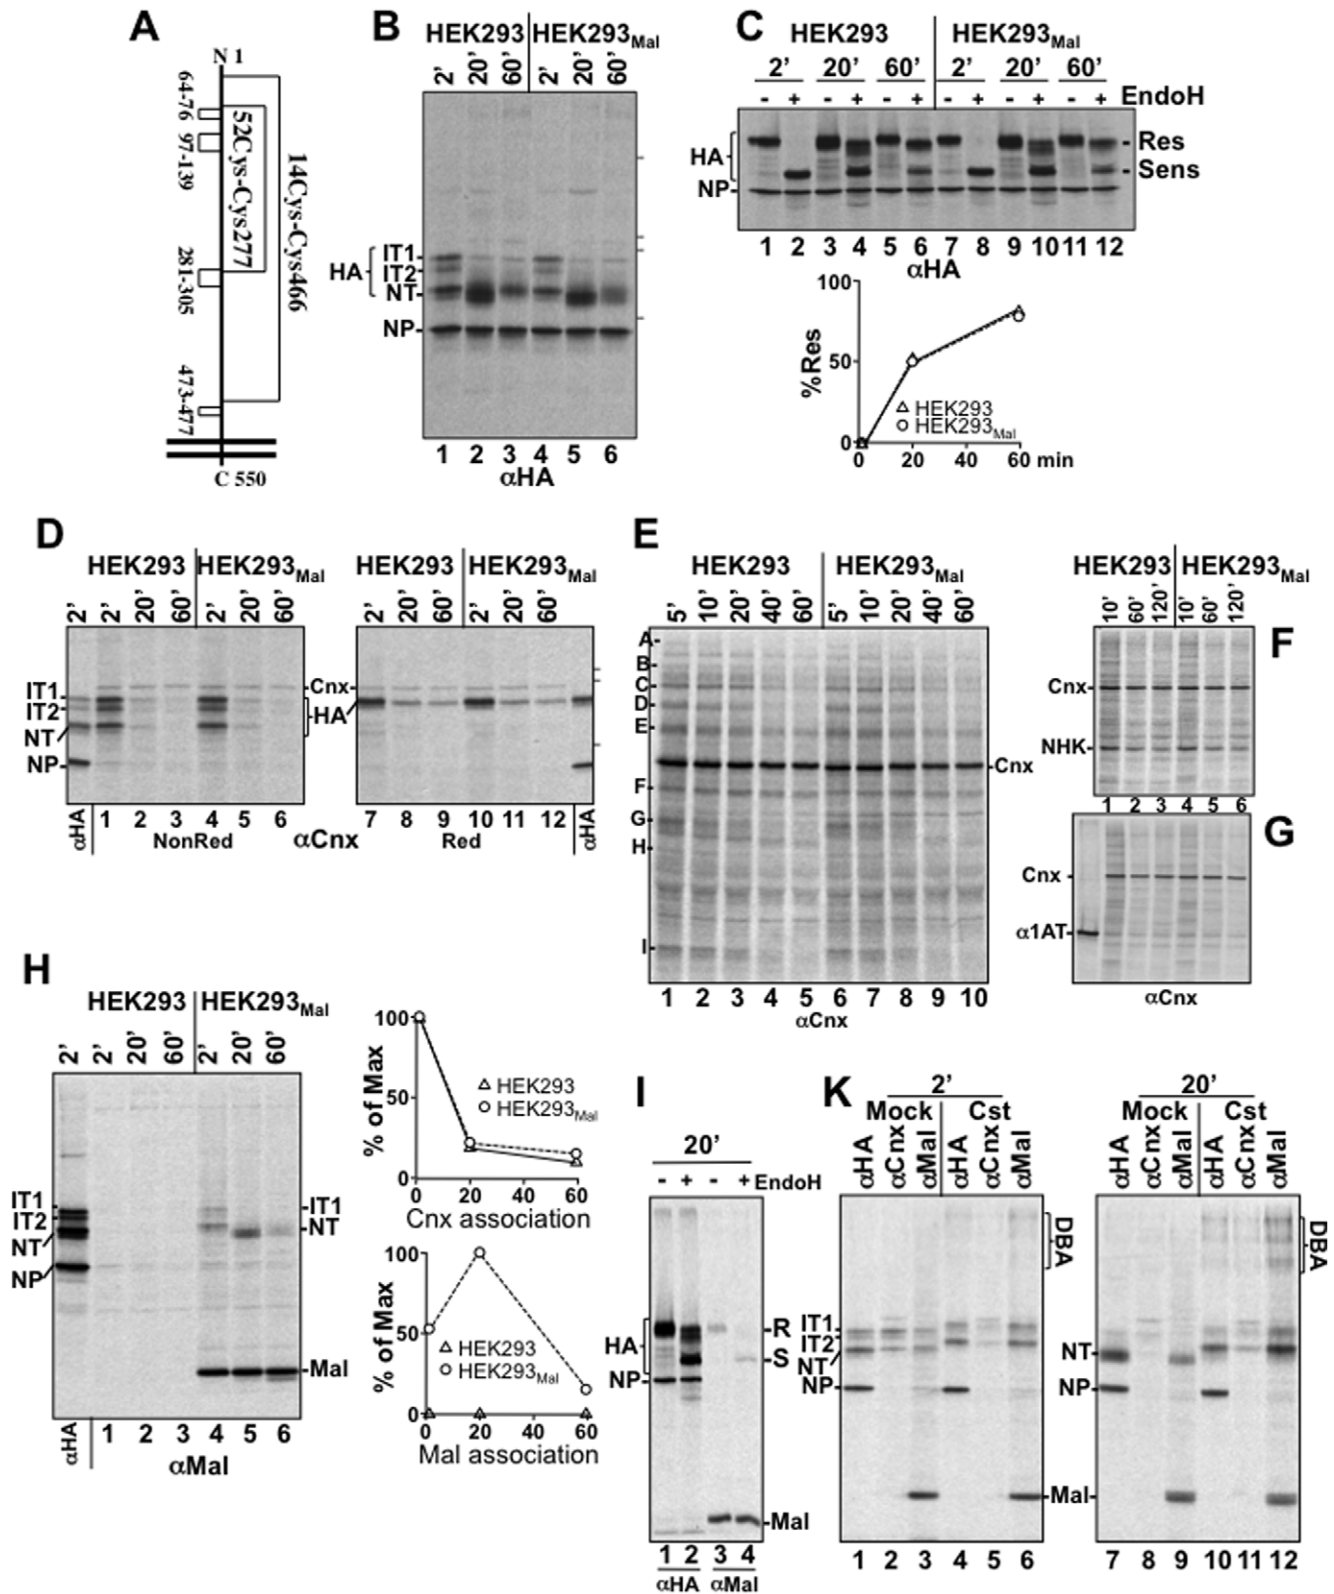 A
N 1
64-76
97-139
281-305
473-477
52Cys-Cys277
14Cys-Cys466
C 550
B
HEK293 HEK293Mal
2' 20' 60' 2' 20' 60'
HA
IT1
IT2
NT
NP
1 2 3 4 5 6
αHA
C
HEK293 HEK293Mal
2' 20' 60' 2' 20' 60'
- + - + - + - + - + - + EndoH
HA
NP
Res
Sens
1 2 3 4 5 6 7 8 9 10 11 12
αHA
100
50
0
%Res
HEK293
HEK293Mal
0 20 40 60 min
D
HEK293 HEK293Mal HEK293 HEK293Mal
2' 2' 20' 60' 2' 20' 60' 2' 20' 60' 2' 20' 60'
IT1
IT2
NT
NP
Cnx
HA
αHA 1 2 3 4 5 6 7 8 9 10 11 12 αHA
NonRed αCnx Red
E
HEK293 HEK293Mal
5' 10' 20' 40' 60' 5' 10' 20' 40' 60'
A
B
C
D
E
F
G
H
I
Cnx
1 2 3 4 5 6 7 8 9 10
αCnx
HEK293 HEK293Mal
10' 60' 120' 10' 60' 120'
F
Cnx
NHK
1 2 3 4 5 6
G
Cnx
α1AT
αCnx
H
HEK293 HEK293Mal
2' 2' 20' 60' 2' 20' 60'
IT1
IT2
NT
NP
IT1
NT
Mal
αHA 1 2 3 4 5 6
αMal
100
50
0
% of Max
HEK293
HEK293Mal
0 20 40 60
Cnx association
100
50
0
% of Max
HEK293
HEK293Mal
0 20 40 60
Mal association
I
20'
- + - + EndoH
HA
NP
R
S
Mal
1 2 3 4
αHA αMal
K
2' 20'
Mock Cst Mock Cst
αHA αCnx αMal αHA αCnx αMal αHA αCnx αMal αHA αCnx αMal
DBA
DBA
IT1
IT2
NT
NP
NT
NP
Mal
1 2 3 4 5 6 7 8 9 10 11 12